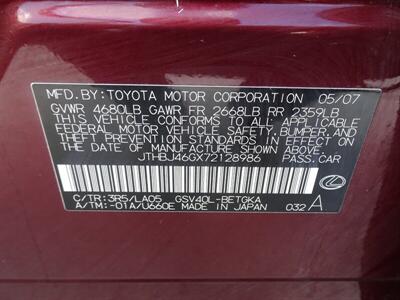 MFD. BY: TOYOTA MOTOR CORPORATION 05/07
GVWR 4680LB GAWR FR 2668LB RR 2359LB
THIS VEHICLE CONFORMS TO ALL APPLICABLE
FEDERAL MOTOR VEHICLE SAFETY, BUMPER, AND
THEFT PREVENTION STANDARDS IN EFFECT ON THE
DATE OF MANUFACTURE SHOWN ABOVE.
JTHBJ46GX72128986 PASS. CAR
C/TR: 3R5/LA05 GSV40L-BETGKA
A/TM: -01A/U660E MADE IN JAPAN 032 A